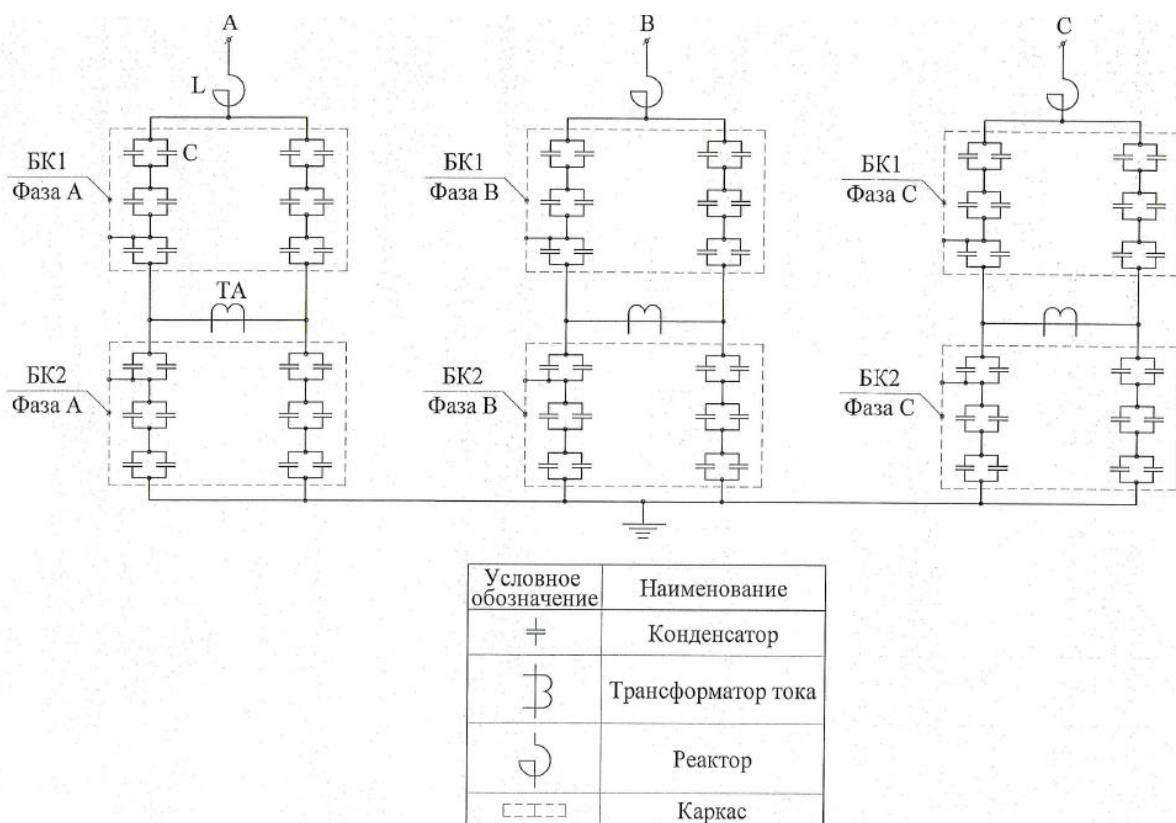 A
B
C
L
C
БК1
Фаза A
БК1
Фаза B
БК1
Фаза C
TA
БК2
Фаза A
БК2
Фаза B
БК2
Фаза C
Условное
обозначение
Наименование
Конденсатор
Трансформатор тока
Реактор
Каркас